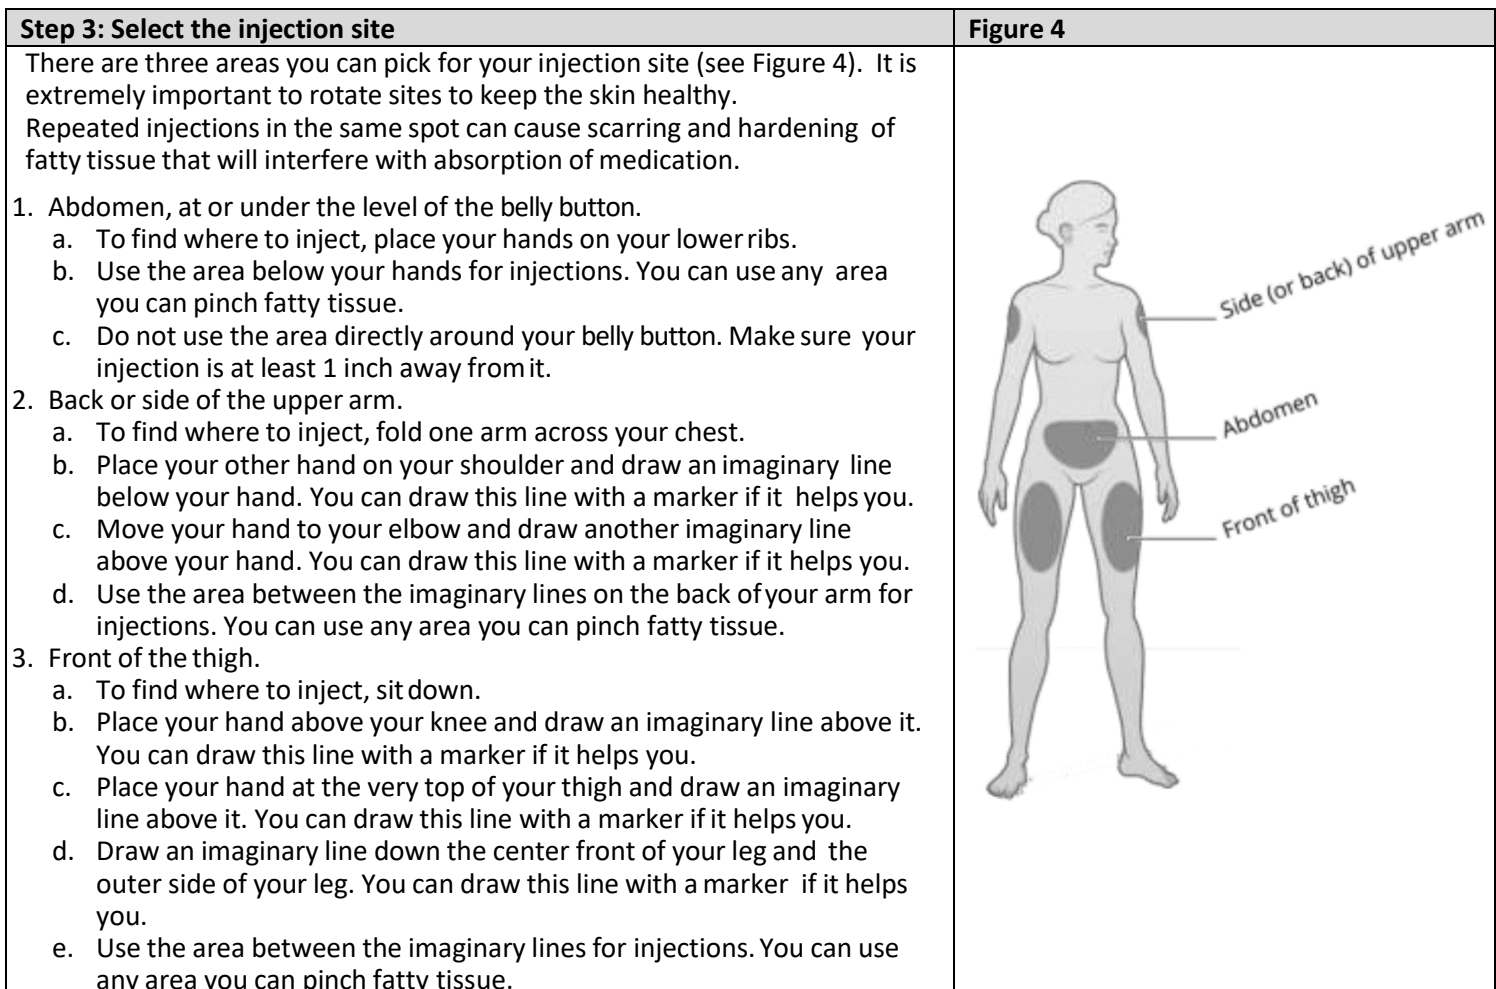 Step 3: Select the injection site
There are three areas you can pick for your injection site (see Figure 4). It is
extremely important to rotate sites to keep the skin healthy.
Repeated injections in the same spot can cause scarring and hardening of
fatty tissue that will interfere with absorption of medication.
1. Abdomen, at or under the level of the belly button.
a. To find where to inject, place your hands on your lower ribs.
b. Use the area below your hands for injections. You can use any area
you can pinch fatty tissue.
c. Do not use the area directly around your belly button. Make sure your
injection is at least 1 inch away from it.
2. Back or side of the upper arm.
a. To find where to inject, fold one arm across your chest.
b. Place your other hand on your shoulder and draw an imaginary line
below your hand. You can draw this line with a marker if it helps you.
c. Move your hand to your elbow and draw another imaginary line
above your hand. You can draw this line with a marker if it helps you.
d. Use the area between the imaginary lines on the back of your arm for
injections. You can use any area you can pinch fatty tissue.
3. Front of the thigh.
a. To find where to inject, sit down.
b. Place your hand above your knee and draw an imaginary line above it.
You can draw this line with a marker if it helps you.
c. Place your hand at the very top of your thigh and draw an imaginary
line above it. You can draw this line with a marker if it helps you.
d. Draw an imaginary line down the center front of your leg and the
outer side of your leg. You can draw this line with a marker if it helps
you.
e. Use the area between the imaginary lines for injections. You can use
any area you can pinch fatty tissue.
Figure 4
Side (or back) of upper arm
Abdomen
Front of thigh